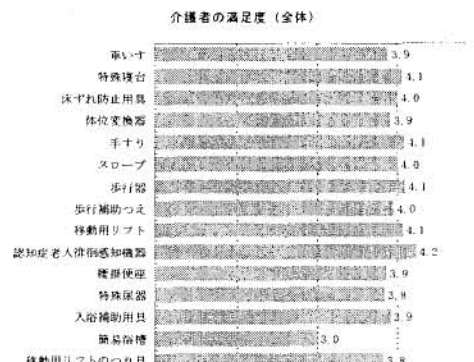 介護者の満足度（全体）
車いす 3.9
特殊寝台 4.1
床ずれ防止用具 4.0
体位変換器 3.9
手すり 4.1
スロープ 4.0
歩行器 4.1
歩行補助つえ 4.0
移動用リフト 4.1
認知症老人徘徊感知機器 4.2
腰掛便座 3.9
特殊尿器 3.8
入浴補助用具 3.9
簡易浴槽 3.0
移動用リフトのつり具 3.8